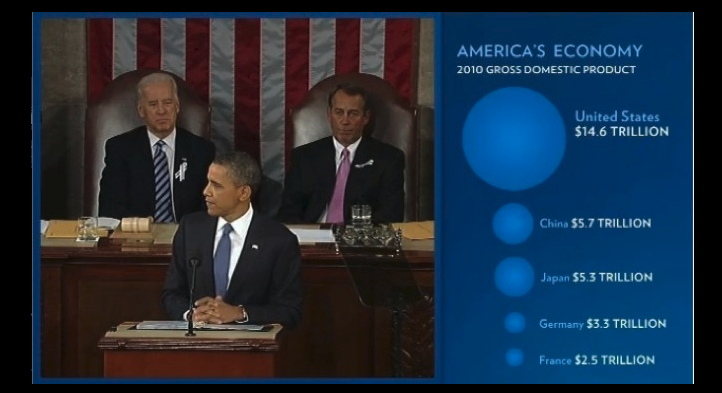 AMERICA'S ECONOMY
2010 GROSS DOMESTIC PRODUCT
United States
$14.6 TRILLION
China $5.7 TRILLION
Japan $5.3 TRILLION
Germany $3.3 TRILLION
France $2.5 TRILLION